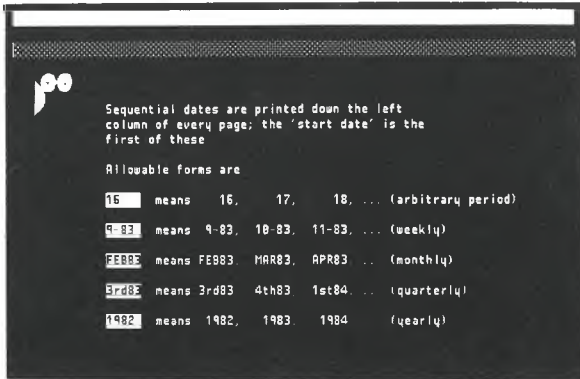 Sequential dates are printed down the left
column of every page; the 'start date' is the
first of these
Allowable forms are
16 means 16, 17, 18, ... (arbitrary period)
9-83 means 9-83, 10-83, 11-83, ... (weekly)
FEB83 means FEB83. MAR83, APR83 .. (monthly)
3rd83 means 3rd83 4th83. 1st84. .. (quarterly)
1982 means 1982, 1983. 1984 (yearly)